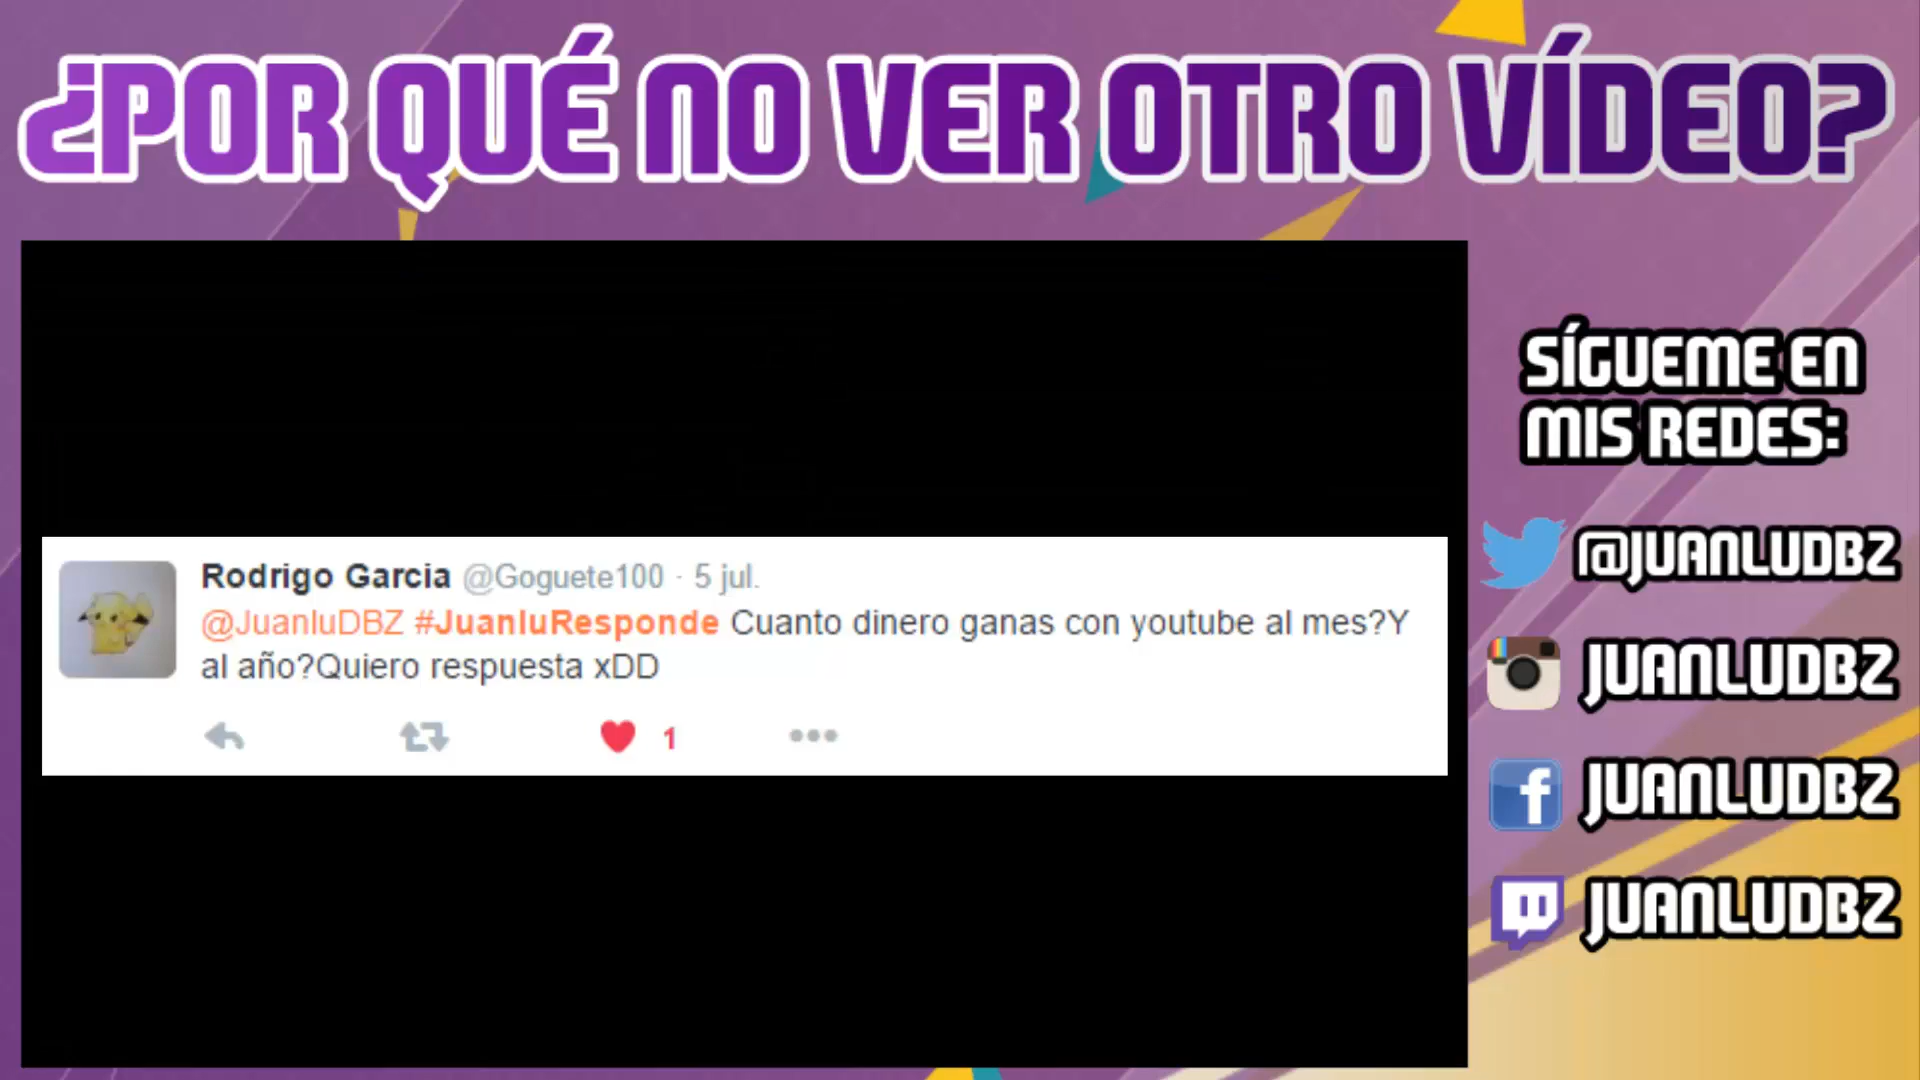 ¿POR QUÉ NO VER OTRO VÍDEO?
Rodrigo Garcia @Goguete100 · 5 jul.
@JuanluDBZ #JuanluResponde Cuanto dinero ganas con youtube al mes?Y
al año?Quiero respuesta xDD
1
SÍGUEME EN
MIS REDES:
@JUANLUDBZ
JUANLUDBZ
JUANLUDBZ
JUANLUDBZ